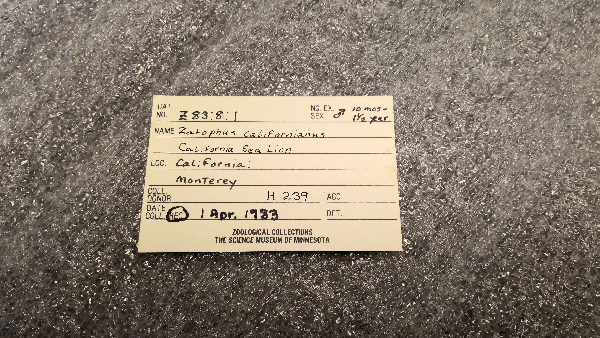 CAT. NO. Z83:8:1 NO. EX. SEX ♂ 10 mos-
1½ year
NAME Zalophus californianus
California Sea Lion
LOC. California:
Monterey
COLL. DONOR H 239 ACC.
DATE COLL. REC. 1 Apr. 1983 DET.
ZOOLOGICAL COLLECTIONS
THE SCIENCE MUSEUM OF MINNESOTA